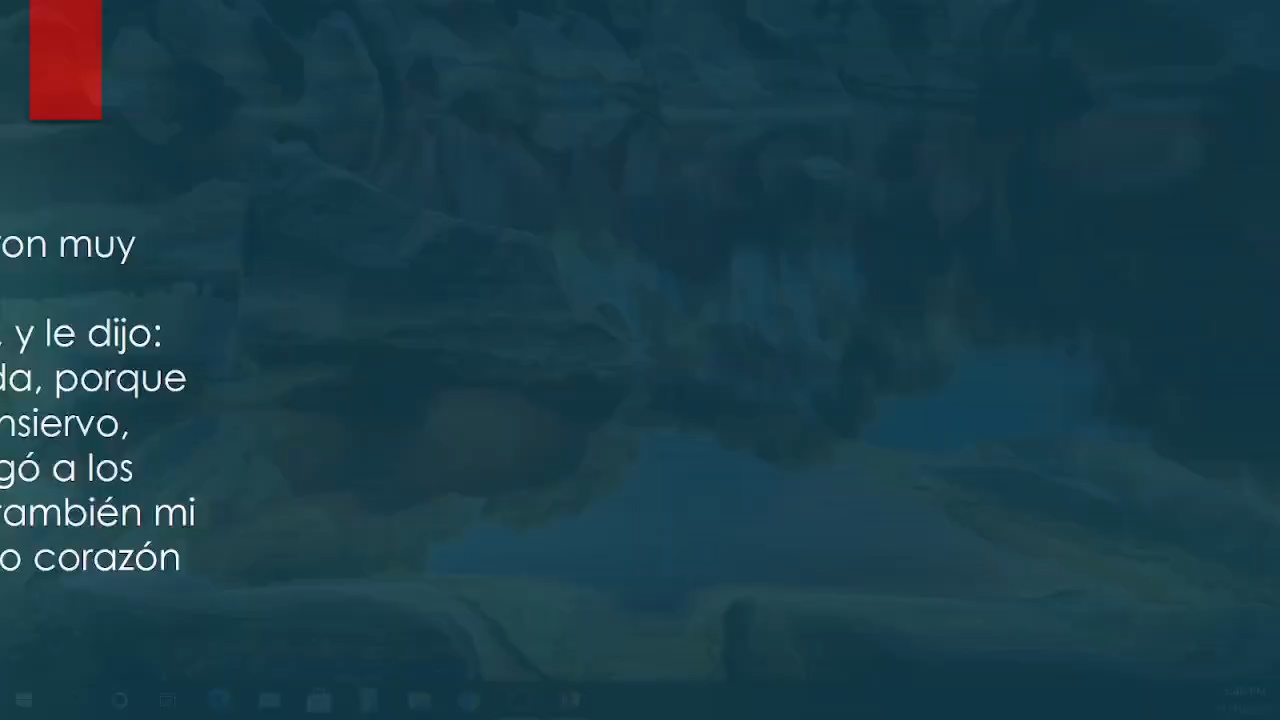 ron muy
, y le dijo:
da, porque
nsiervo,
gó a los
también mi
o corazón